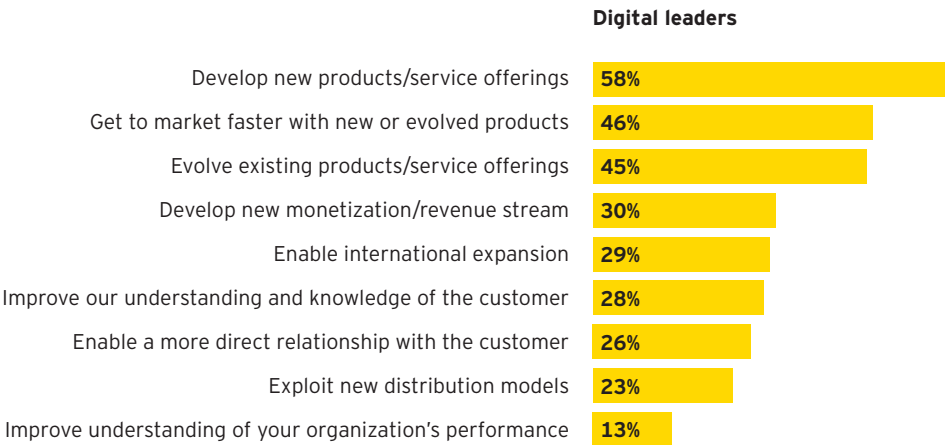 Digital leaders
Develop new products/service offerings 58%
Get to market faster with new or evolved products 46%
Evolve existing products/service offerings 45%
Develop new monetization/revenue stream 30%
Enable international expansion 29%
Improve our understanding and knowledge of the customer 28%
Enable a more direct relationship with the customer 26%
Exploit new distribution models 23%
Improve understanding of your organization’s performance 13%